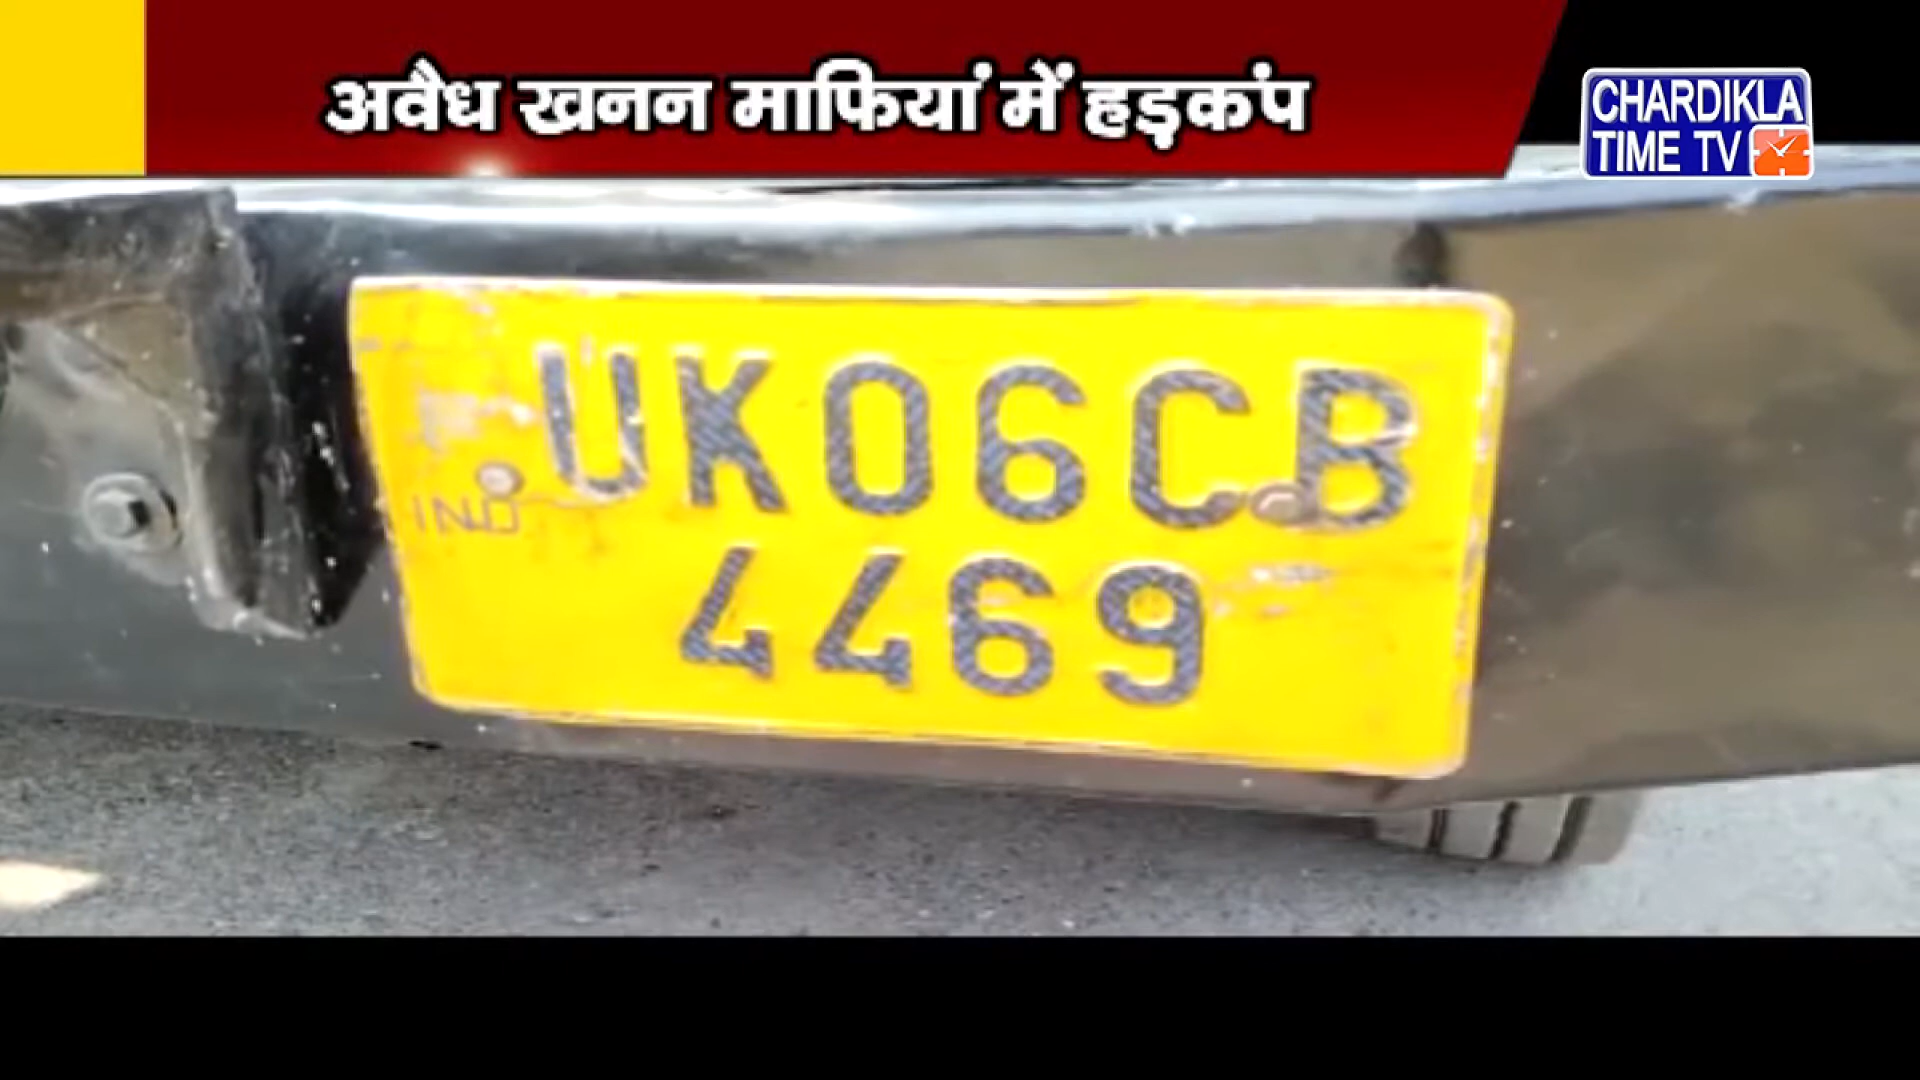 अवैध खनन माफियां में हड़कंप
CHARDIKLA
TIME TV
UK06CB
IND
4469